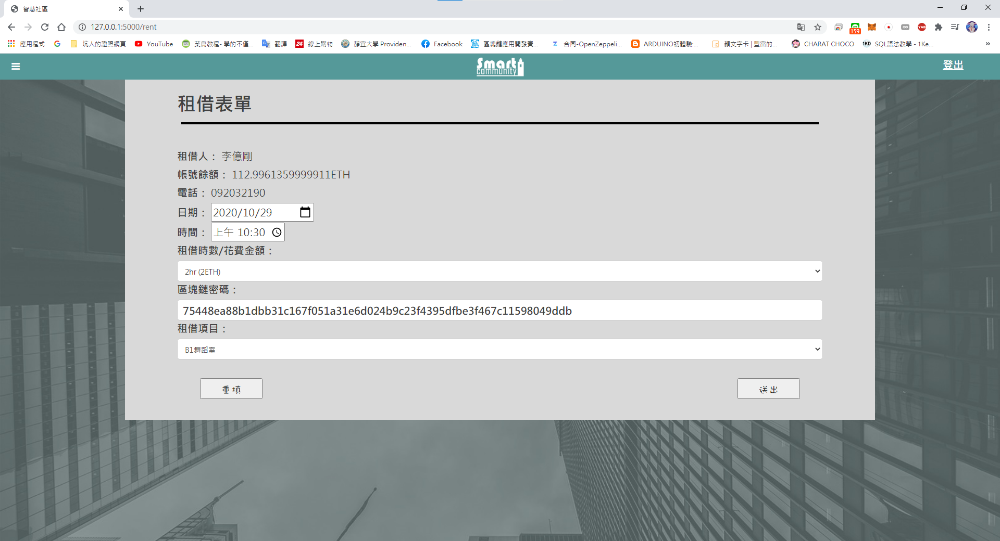 智慧社區
127.0.0.1:5000/rent
159
YAB
應用程式
坑人的證照網頁
YouTube
菜鳥教程- 學的不僅...
翻譯
24 線上購物
靜宜大學 Providen...
Facebook
區塊鏈應用開發實...
Z 合同-OpenZeppeli...
ARDUINO初體驗:...
顏文字卡 | 豐富的...
CHARAT CHOCO
1KD SQL語法教學 - 1Ke...
Smart
community
登出
租借表單
租借人： 李億剛
帳號餘額： 112.9961359999911ETH
電話： 092032190
日期： 2020/10/29
時間： 上午 10:30
租借時數/花費金額：
2hr (2ETH)
區塊鏈密碼：
75448ea88b1dbb31c167f051a31e6d024b9c23f4395dfbe3f467c11598049ddb
租借項目：
B1舞蹈室
重填
送出